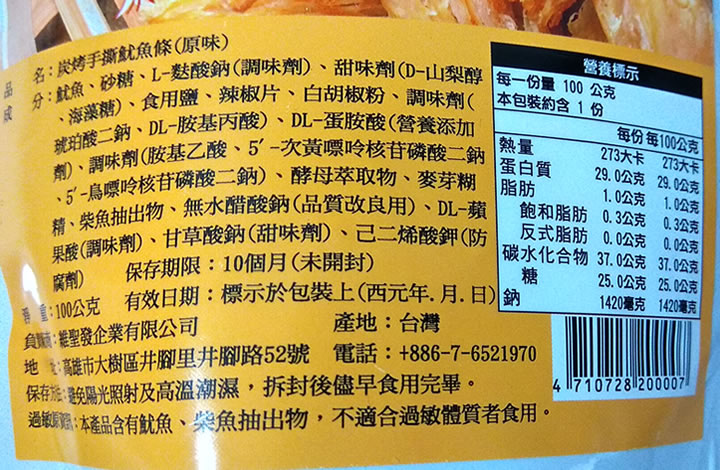 品名：炭烤手撕魷魚條(原味)
成分：魷魚、砂糖、L-麩酸鈉(調味劑)、甜味劑(D-山梨醇
、海藻糖)、食用鹽、辣椒片、白胡椒粉、調味劑(
琥珀酸二鈉、DL-胺基丙酸)、DL-蛋胺酸(營養添加
劑)、調味劑(胺基乙酸、5'-次黃嘌呤核苷磷酸二鈉
、5'-鳥嘌呤核苷磷酸二鈉)、酵母萃取物、麥芽糊
精、柴魚抽出物、無水醋酸鈉(品質改良用)、DL-蘋
果酸(調味劑)、甘草酸鈉(甜味劑)、己二烯酸鉀(防
腐劑) 保存期限：10個月(未開封)
淨重：100公克 有效日期：標示於包裝上(西元年.月.日)
負責商：維聖發企業有限公司 產地：台灣
地址：高雄市大樹區井腳里井腳路52號 電話：+886-7-6521970
保存方法：避免陽光照射及高溫潮濕，拆封後儘早食用完畢。
過敏原資訊：本產品含有魷魚、柴魚抽出物，不適合過敏體質者食用。
營養標示
每一份量 100 公克
本包裝約含 1 份
每份 每100公克
熱量 273大卡 273大卡
蛋白質 29.0公克 29.0公克
脂肪 1.0公克 1.0公克
飽和脂肪 0.3公克 0.3公克
反式脂肪 0.0公克 0.0公克
碳水化合物 37.0公克 37.0公克
糖 25.0公克 25.0公克
鈉 1420毫克 1420毫克
4 710728 200007